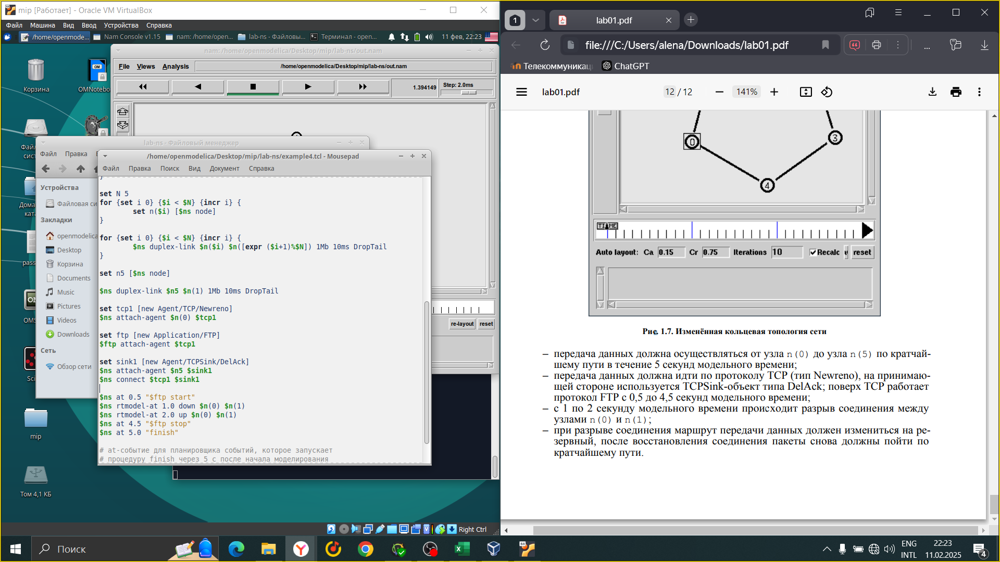 mip [Работает] - Oracle VM VirtualBox
Файл Машина Вид Ввод Устройства Справка
/home/openmode... Nam Console v1.15 nam: /home/open... lab-ns - Файловы... Терминал - open... 11 фев, 22:23
nam: /home/openmodelica/Desktop/mip/lab-ns/out.nam
File Views Analysis /home/openmodelica/Desktop/mip/lab-ns/out.nam
1.394149 Step: 2.0ms
Корзина
OMNotebo
lab-ns - Файловый менеджер
Файл Правка
Устройства
Файловая си
Закладки
openmodelica
Desktop
Корзина
Documents
Music
Pictures
Videos
Downloads
Сеть
Обзор сети
mip
Том 4,1 КБ
/home/openmodelica/Desktop/mip/lab-ns/example4.tcl - Mousepad
Файл Правка Поиск Вид Документ Справка
}
set N 5
for {set i 0} {$i < $N} {incr i} {
set n($i) [$ns node]
}
for {set i 0} {$i < $N} {incr i} {
$ns duplex-link $n($i) $n([expr ($i+1)%$N]) 1Mb 10ms DropTail
}
set n5 [$ns node]
$ns duplex-link $n5 $n(1) 1Mb 10ms DropTail
set tcp1 [new Agent/TCP/Newreno]
$ns attach-agent $n(0) $tcp1
set ftp [new Application/FTP]
$ftp attach-agent $tcp1
set sink1 [new Agent/TCPSink/DelAck]
$ns attach-agent $n5 $sink1
$ns connect $tcp1 $sink1
$ns at 0.5 "$ftp start"
$ns rtmodel-at 1.0 down $n(0) $n(1)
$ns rtmodel-at 2.0 up $n(0) $n(1)
$ns at 4.5 "$ftp stop"
$ns at 5.0 "finish"
# at-событие для планировщика событий, которое запускает
# процедуру finish через 5 с после начала моделирования
re-layout reset
Right Ctrl
1 lab01.pdf
file:///C:/Users/alena/Downloads/lab01.pdf
Телекоммуникац ChatGPT
lab01.pdf 12 / 12 141%
0
3
4
TIME
Auto layout: Ca 0.15 Cr 0.75 Iterations 10 Recalc reset
Рис. 1.7. Изменённая кольцевая топология сети
– передача данных должна осуществляться от узла n(0) до узла n(5) по кратчай-
шему пути в течение 5 секунд модельного времени;
– передача данных должна идти по протоколу TCP (тип Newreno), на принимаю-
щей стороне используется TCPSink-объект типа DelAck; поверх TCP работает
протокол FTP с 0,5 до 4,5 секунд модельного времени;
– с 1 по 2 секунду модельного времени происходит разрыв соединения между
узлами n(0) и n(1);
– при разрыве соединения маршрут передачи данных должен измениться на ре-
зервный, после восстановления соединения пакеты снова должны пойти по
кратчайшему пути.
Поиск
ENG
INTL
22:23
11.02.2025
4